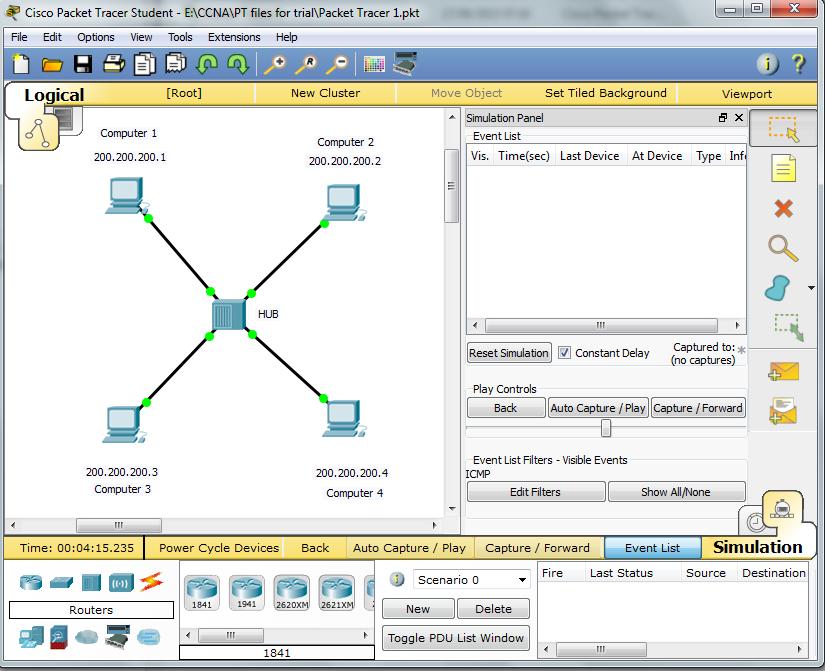 Cisco Packet Tracer Student - E:\CCNA\PT files for trial\Packet Tracer 1.pkt
File Edit Options View Tools Extensions Help
Logical [Root] New Cluster Move Object Set Tiled Background Viewport
Computer 1
200.200.200.1
Computer 2
200.200.200.2
HUB
200.200.200.3
Computer 3
200.200.200.4
Computer 4
Simulation Panel
Event List
Vis. Time(sec) Last Device At Device Type Info
Reset Simulation Constant Delay Captured to:
(no captures) *
Play Controls
Back Auto Capture / Play Capture / Forward
Event List Filters - Visible Events
ICMP
Edit Filters Show All/None
Time: 00:04:15.235 Power Cycle Devices Back Auto Capture / Play Capture / Forward Event List Simulation
Routers
1841 1941 2620XM 2621XM
1841
Scenario 0
New Delete
Toggle PDU List Window
Fire Last Status Source Destination